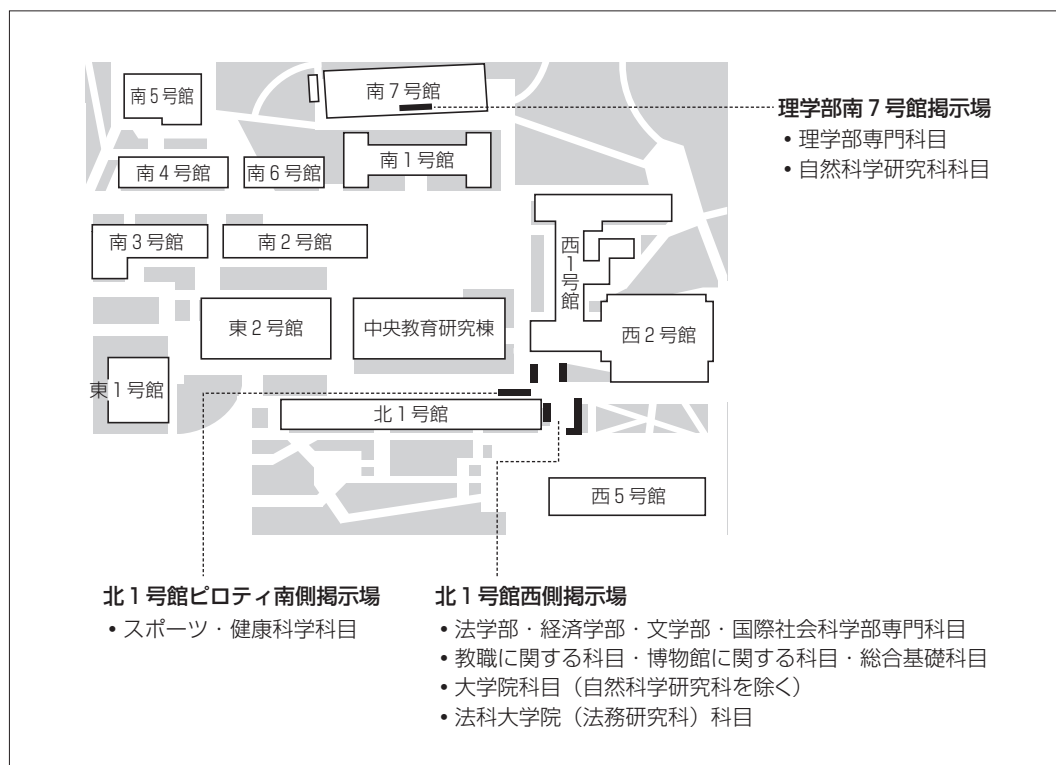 南5号館
南7号館
南4号館
南6号館
南1号館
南3号館
南2号館
西1号館
東2号館
中央教育研究棟
西2号館
東1号館
北1号館
西5号館
理学部南7号館掲示場
• 理学部専門科目
• 自然科学研究科科目
北1号館ピロティ南側掲示場
• スポーツ・健康科学科目
北1号館西側掲示場
• 法学部・経済学部・文学部・国際社会科学部専門科目
• 教職に関する科目・博物館に関する科目・総合基礎科目
• 大学院科目（自然科学研究科を除く）
• 法科大学院（法務研究科）科目